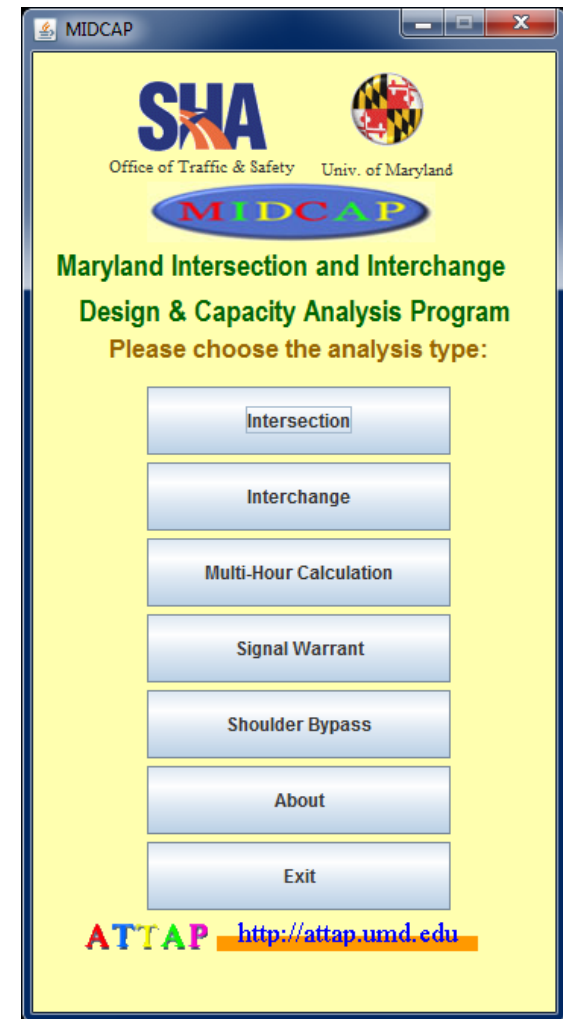 MIDCAP
SHA
Office of Traffic & Safety Univ. of Maryland
MIDCAP
Maryland Intersection and Interchange
Design & Capacity Analysis Program
Please choose the analysis type:
Intersection
Interchange
Multi-Hour Calculation
Signal Warrant
Shoulder Bypass
About
Exit
ATTAP http://attap.umd.edu